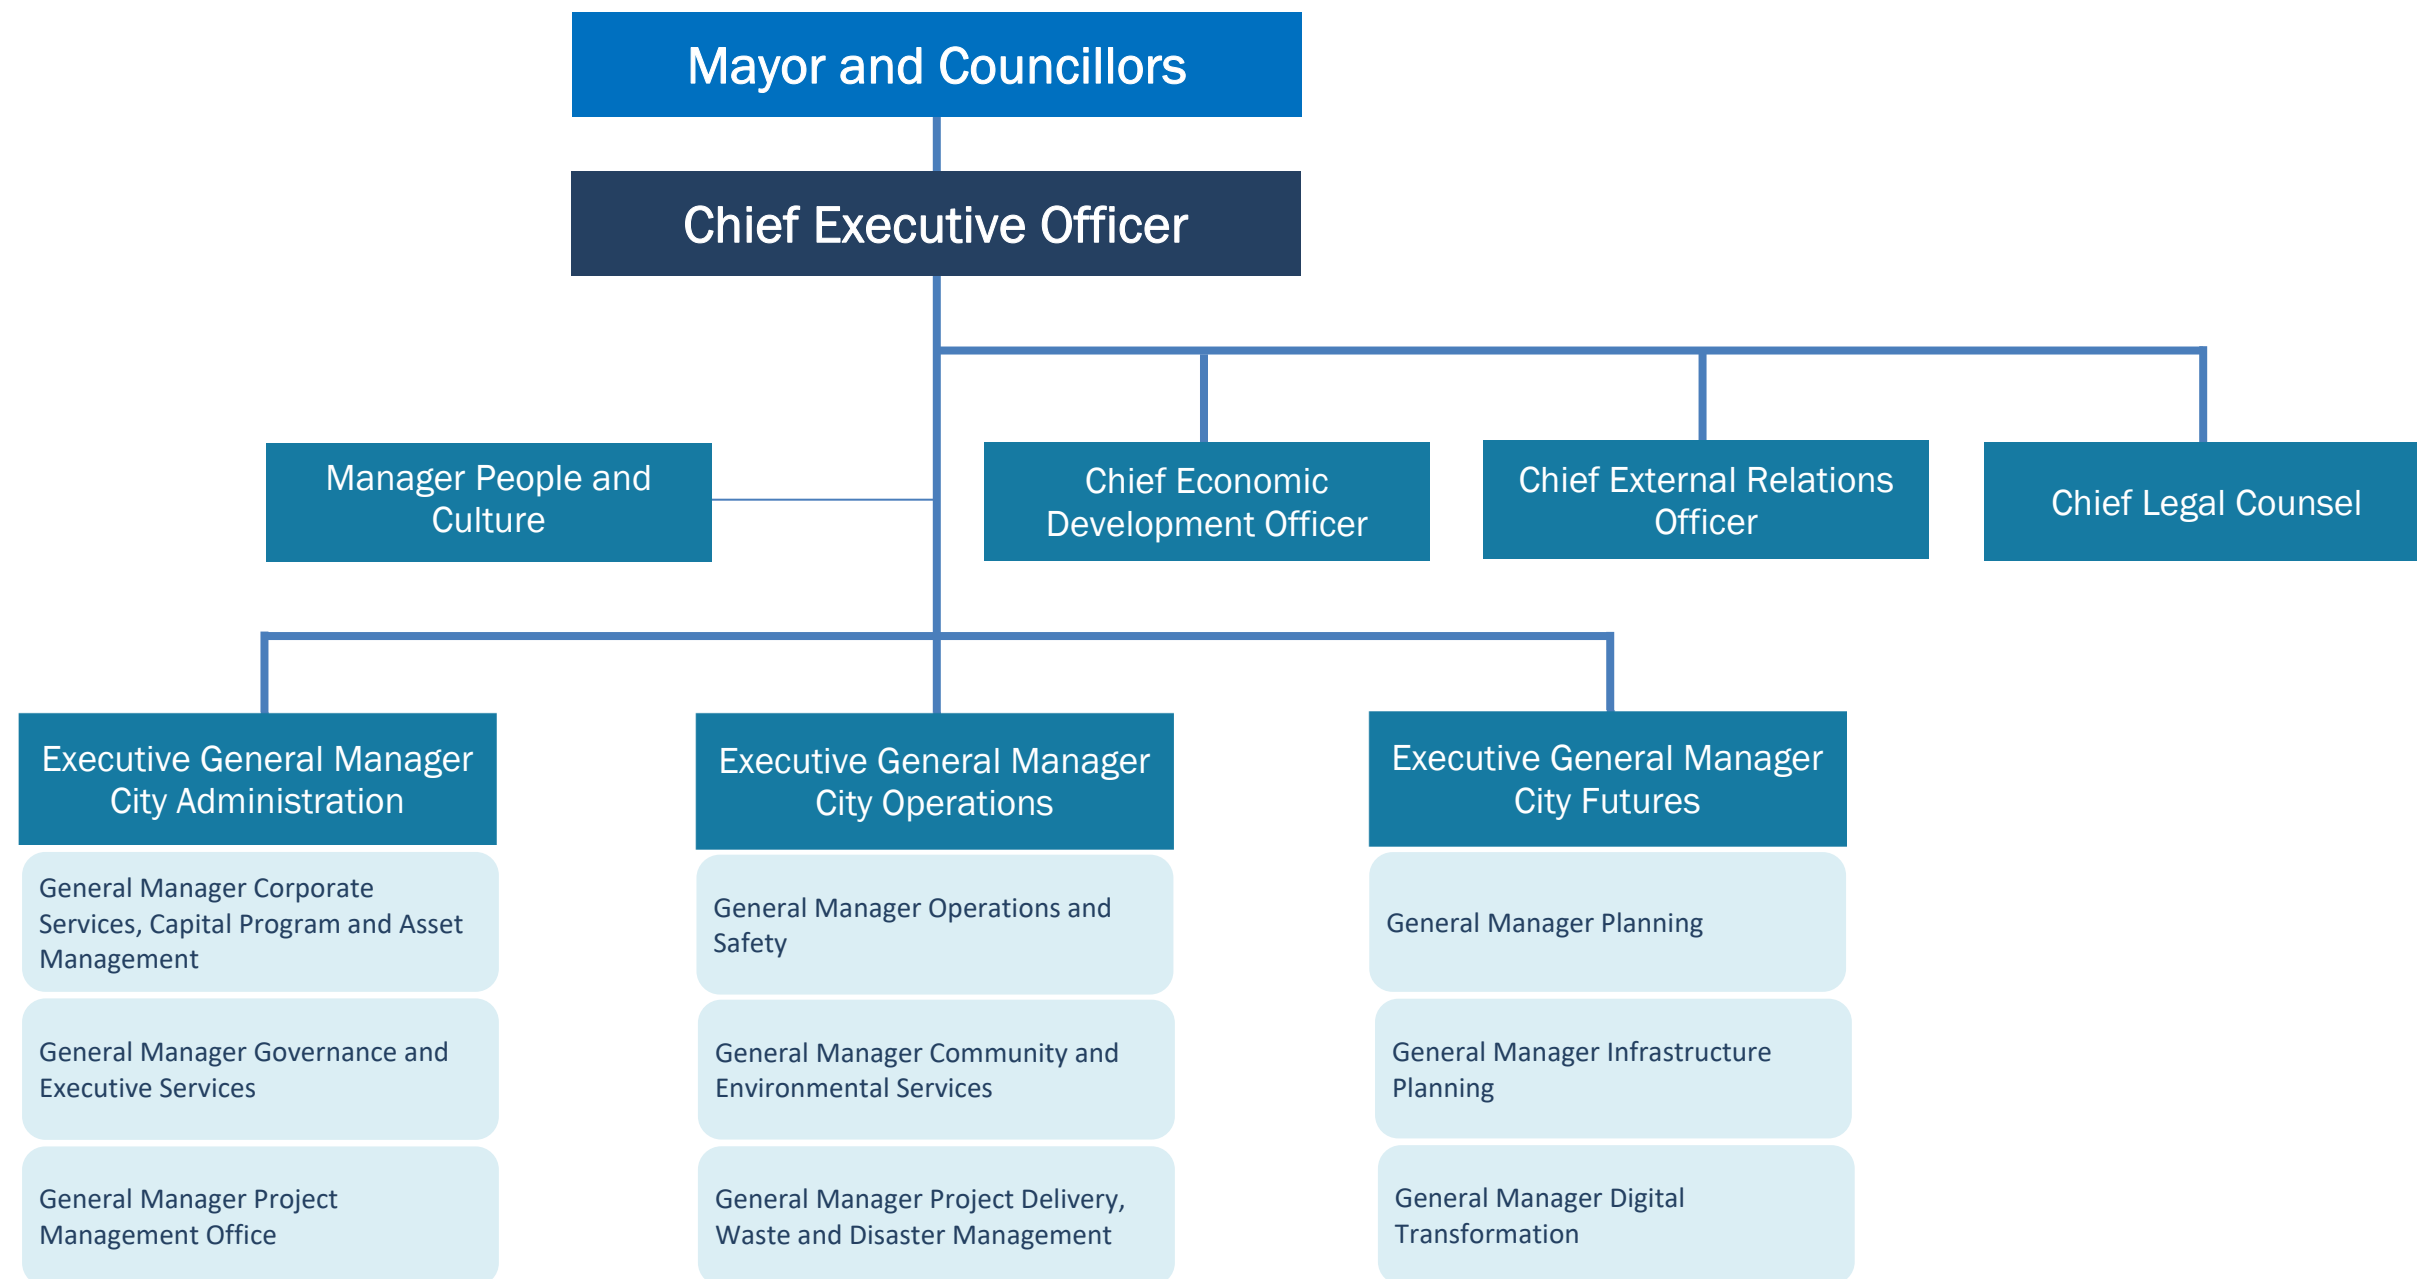 Mayor and Councillors
Chief Executive Officer
Manager People and
Culture
Chief Economic
Development Officer
Chief External Relations
Officer
Chief Legal Counsel
Executive General Manager
City Administration
General Manager Corporate
Services, Capital Program and Asset
Management
General Manager Governance and
Executive Services
General Manager Project
Management Office
Executive General Manager
City Operations
General Manager Operations and
Safety
General Manager Community and
Environmental Services
General Manager Project Delivery,
Waste and Disaster Management
Executive General Manager
City Futures
General Manager Planning
General Manager Infrastructure
Planning
General Manager Digital
Transformation